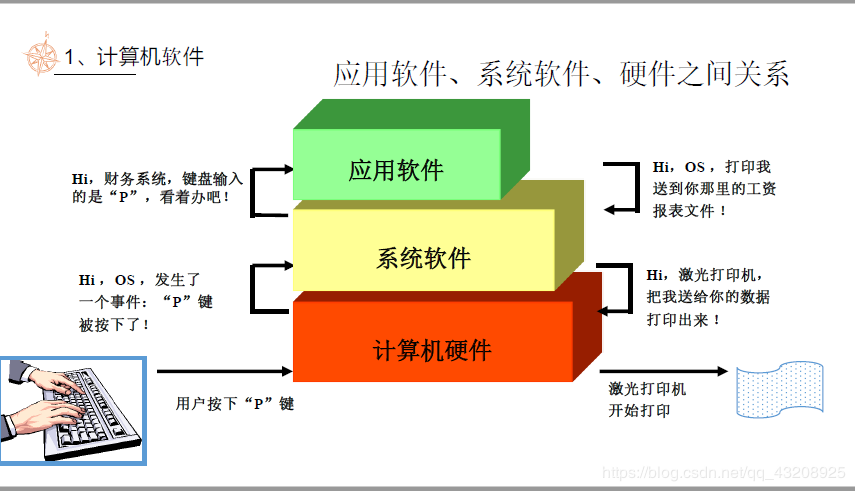 1、计算机软件
应用软件、系统软件、硬件之间关系
应用软件
Hi，财务系统，键盘输入
的是“P”，看着办吧！
Hi，OS，打印我
送到你那里的工资
报表文件！
系统软件
Hi，OS，发生了
一个事件：“P”键
被按下了！
Hi，激光打印机，
把我送给你的数据
打印出来！
计算机硬件
用户按下“P”键
激光打印机
开始打印
https://blog.csdn.net/qq_43208925